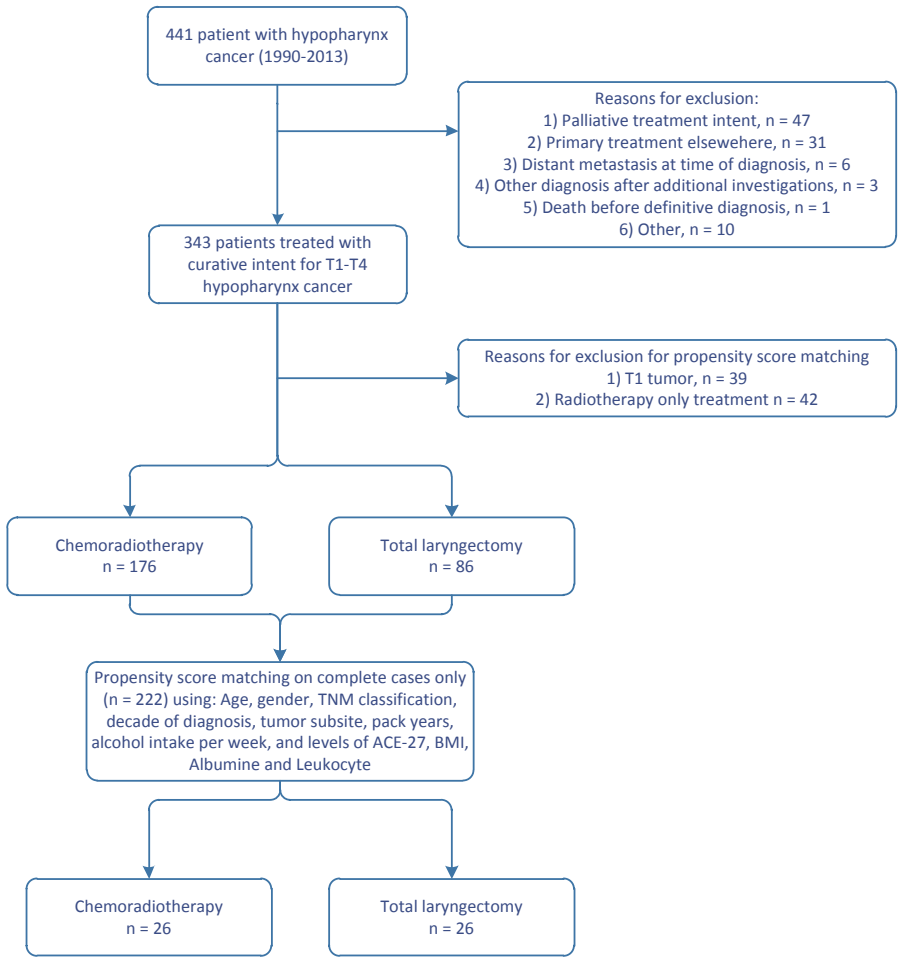 441 patient with hypopharynx
cancer (1990-2013)
Reasons for exclusion:
1) Palliative treatment intent, n = 47
2) Primary treatment elsewehere, n = 31
3) Distant metastasis at time of diagnosis, n = 6
4) Other diagnosis after additional investigations, n = 3
5) Death before definitive diagnosis, n = 1
6) Other, n = 10
343 patients treated with
curative intent for T1-T4
hypopharynx cancer
Reasons for exclusion for propensity score matching
1) T1 tumor, n = 39
2) Radiotherapy only treatment n = 42
Chemoradiotherapy
n = 176
Total laryngectomy
n = 86
Propensity score matching on complete cases only
(n = 222) using: Age, gender, TNM classification,
decade of diagnosis, tumor subsite, pack years,
alcohol intake per week, and levels of ACE-27, BMI,
Albumine and Leukocyte
Chemoradiotherapy
n = 26
Total laryngectomy
n = 26